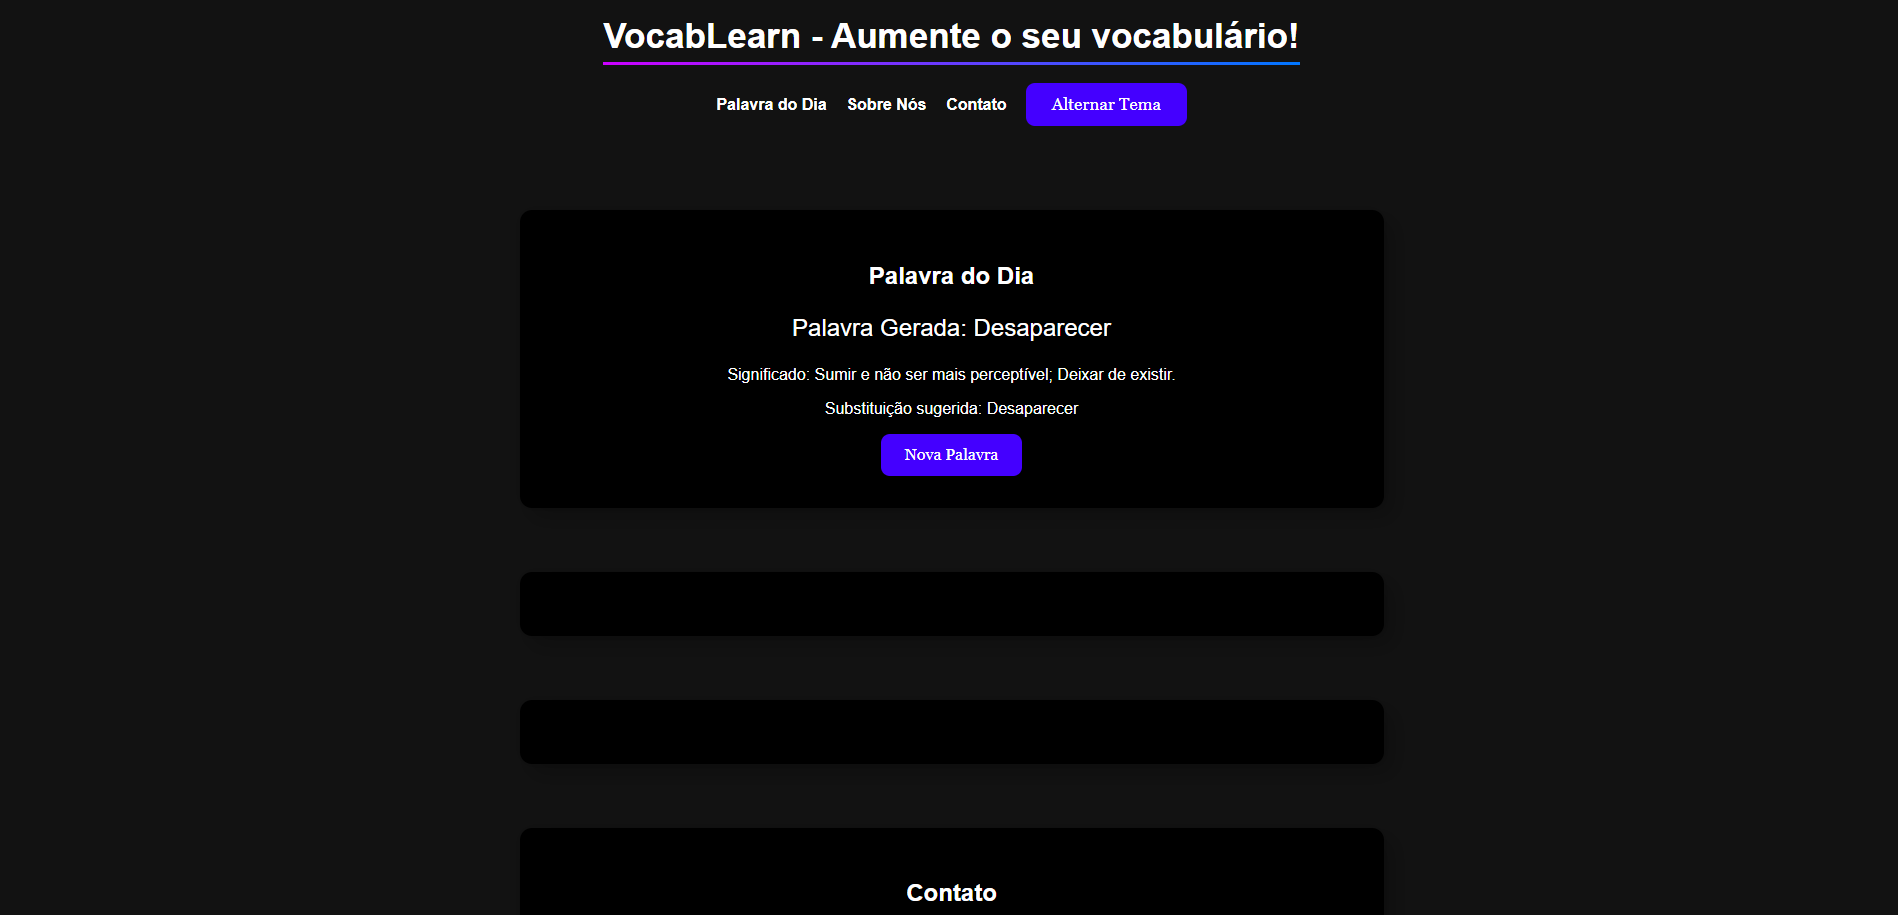 VocabLearn - Aumente o seu vocabulário!
Palavra do Dia Sobre Nós Contato Alternar Tema
Palavra do Dia
Palavra Gerada: Desaparecer
Significado: Sumir e não ser mais perceptível; Deixar de existir.
Substituição sugerida: Desaparecer
Nova Palavra
Contato